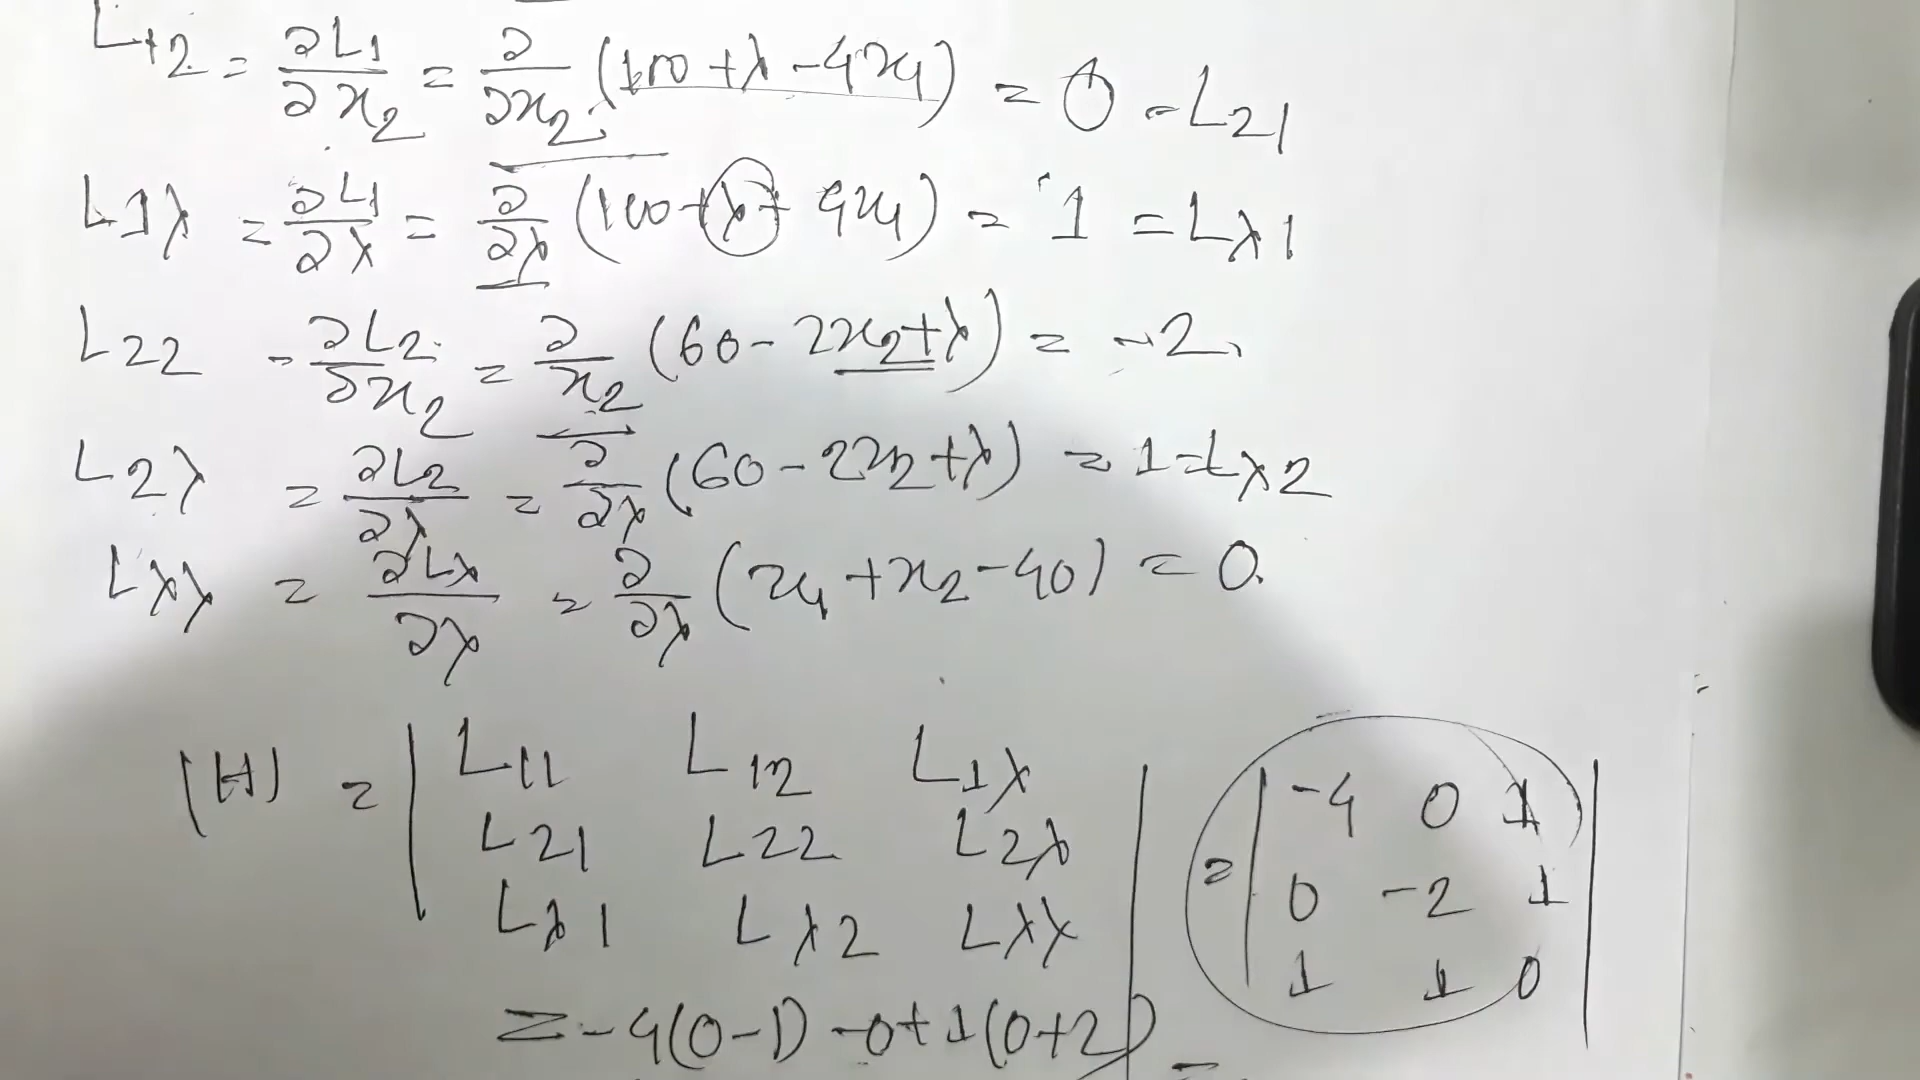 L12 = ∂L1/∂x2 = ∂/∂x2 (100 + λ - 4x1) = 0 = L21
L1λ = ∂L1/∂λ = ∂/∂λ (100 + λ + 4x1) = 1 = Lλ1
L22 = ∂L2/∂x2 = ∂/x2 (60 - 2x2 + λ) = -2
L2λ = ∂L2/∂λ = ∂/∂λ (60 - 2x2 + λ) = 1 = Lλ2
Lλλ = ∂Lλ/∂λ = ∂/∂λ (x1 + x2 - 40) = 0.
|H| = | L11 L12 L1λ | = | -4 0 1 |
L21 L22 L2λ 0 -2 1
Lλ1 Lλ2 Lλλ 1 1 0
= -4(0-1) - 0 + 1(0+2) =